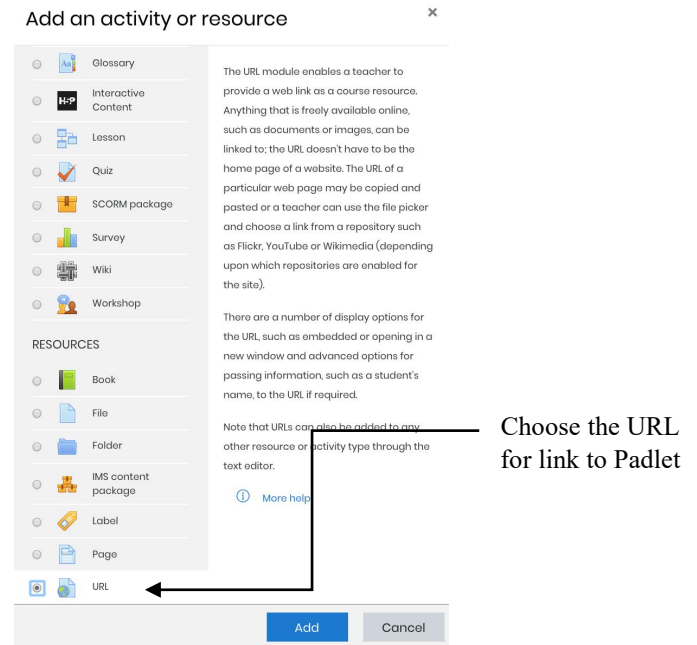 Add an activity or resource
×
Glossary
Interactive
Content
Lesson
Quiz
SCORM package
Survey
Wiki
Workshop
RESOURCES
Book
File
Folder
IMS content
package
Label
Page
URL
The URL module enables a teacher to
provide a web link as a course resource.
Anything that is freely available online,
such as documents or images, can be
linked to; the URL doesn't have to be the
home page of a website. The URL of a
particular web page may be copied and
pasted or a teacher can use the file picker
and choose a link from a repository such
as Flickr, YouTube or Wikimedia (depending
upon which repositories are enabled for
the site).
There are a number of display options for
the URL, such as embedded or opening in a
new window and advanced options for
passing information, such as a student's
name, to the URL if required.
Note that URLs can also be added to any
other resource or activity type through the
text editor.
More help
Add
Cancel
Choose the URL
for link to Padlet